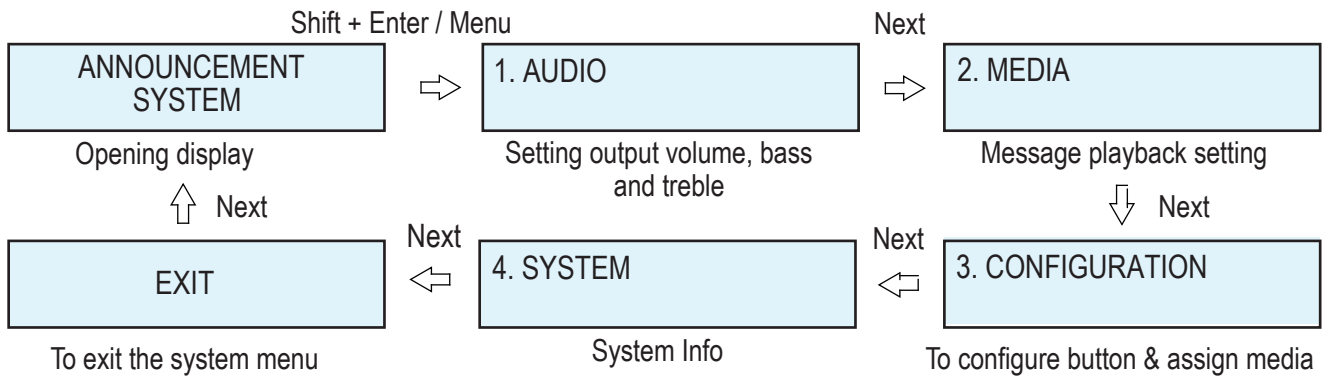 Shift + Enter / Menu
Next
ANNOUNCEMENT
SYSTEM
1. AUDIO
2. MEDIA
Opening display
Setting output volume, bass
and treble
Message playback setting
Next
Next
Next
Next
EXIT
4. SYSTEM
3. CONFIGURATION
To exit the system menu
System Info
To configure button & assign media